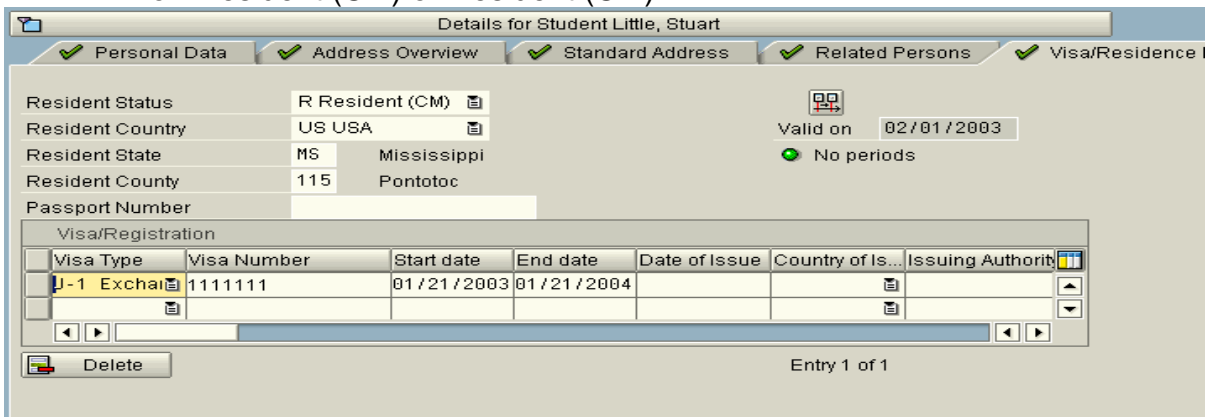 Details for Student Little, Stuart
Personal Data Address Overview Standard Address Related Persons Visa/Residence
Resident Status R Resident (CM)
Resident Country US USA Valid on 02/01/2003
Resident State MS Mississippi No periods
Resident County 115 Pontotoc
Passport Number
Visa/Registration
Visa Type Visa Number Start date End date Date of Issue Country of Is... Issuing Authority
J-1 Exchai 1111111 01/21/2003 01/21/2004
Delete Entry 1 of 1